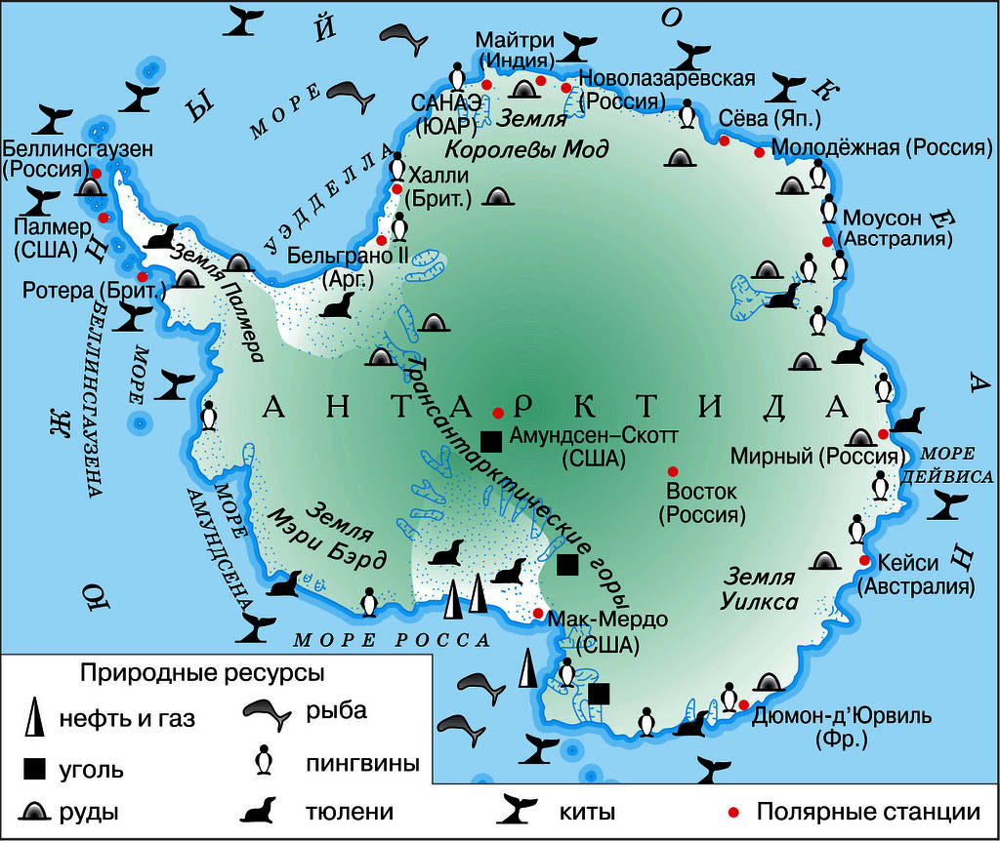 Ю Ж Н Ы Й
О К Е А Н
МОРЕ
УЭДДЕЛЛА
Майтри
(Индия)
Новолазаревская
(Россия)
САНАЭ
(ЮАР)
Земля
Королевы Мод
Сёва (Яп.)
Молодёжная (Россия)
Беллинсгаузен
(Россия)
Халли
(Брит.)
Палмер
(США)
Моусон
(Австралия)
Бельграно II
(Арг.)
Земля Палмера
Ротера (Брит.)
МОРЕ
БЕЛЛИНСГАУЗЕНА
АНТАРКТИДА
Трансантарктические горы
Амундсен–Скотт
(США)
Мирный (Россия)
МОРЕ
ДЕЙВИСА
Восток
(Россия)
МОРЕ
АМУНДСЕНА
Земля
Мэри Бэрд
Земля
Уилкса
Кейси
(Австралия)
Мак-Мердо
(США)
МОРЕ РОССА
Дюмон-д'Юрвиль
(Фр.)
Природные ресурсы
нефть и газ
рыба
уголь
пингвины
руды
тюлени
киты
Полярные станции